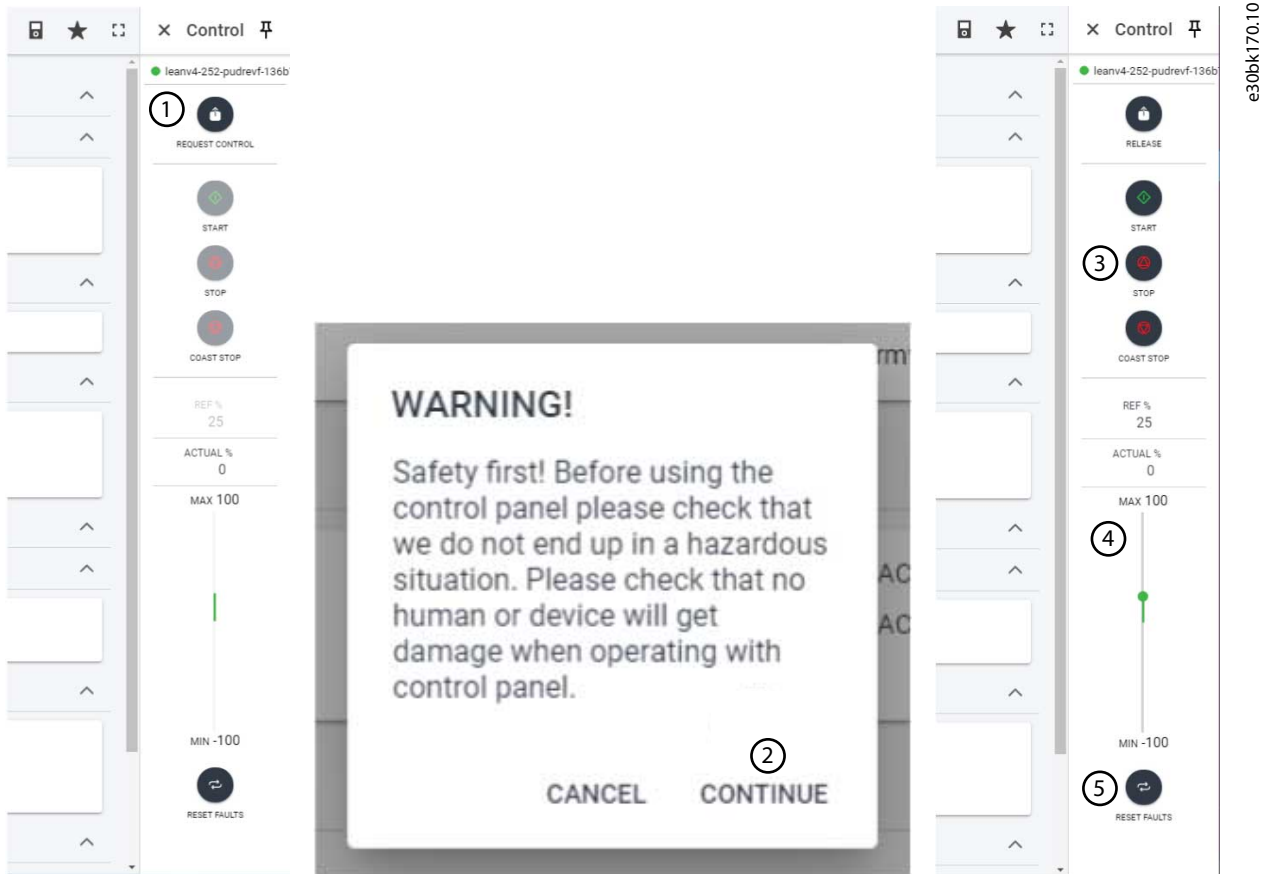 Control
leanv4-252-pudrevf-136b
1
REQUEST CONTROL
START
STOP
COAST STOP
REF %
25
ACTUAL %
0
MAX 100
MIN -100
RESET FAULTS
WARNING!
Safety first! Before using the
control panel please check that
we do not end up in a hazardous
situation. Please check that no
human or device will get
damage when operating with
control panel.
2
CANCEL CONTINUE
rm
AC
AC
Control
leanv4-252-pudrevf-136b
RELEASE
START
3
STOP
COAST STOP
REF %
25
ACTUAL %
0
MAX 100
4
MIN -100
5
RESET FAULTS
e30bk170.10